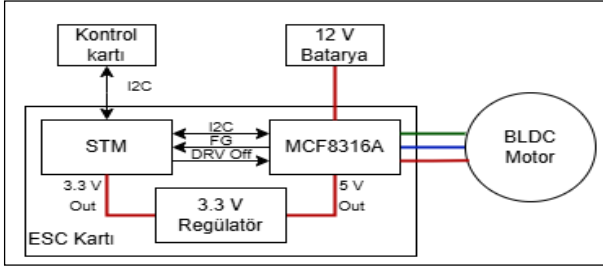 Kontrol
kartı
12 V
Batarya
I2C
STM
I2C
FG
DRV Off
MCF8316A
BLDC
Motor
3.3 V
Out
3.3 V
Regülatör
5 V
Out
ESC Kartı